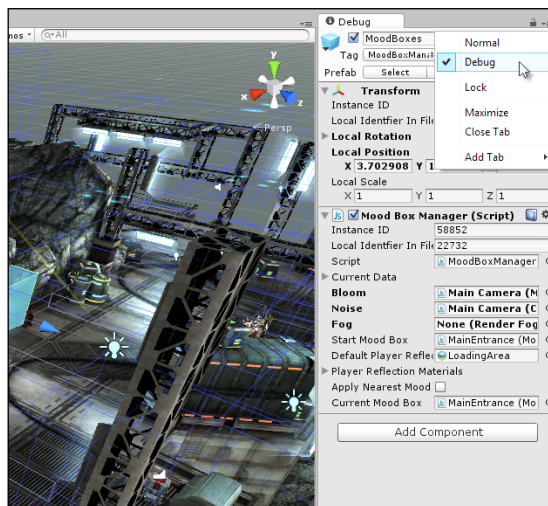 Debug
nos
All
MoodBoxes
Normal
Tag MoodBoxMana
Debug
Prefab Select
Lock
Transform
Instance ID
Maximize
Local Identfier In File
Close Tab
Local Rotation
Local Position
Add Tab
X 3.702908 Y 1
Local Scale
X 1 Y 1 Z 1
Mood Box Manager (Script)
Instance ID 58852
Local Identfier In File 22732
Script MoodBoxManager
Current Data
Bloom Main Camera (M
Noise Main Camera (C
Fog None (Render Fog
Start Mood Box MainEntrance (Mo
Default Player Reflec LoadingArea
Player Reflection Materials
Apply Nearest Mood
Current Mood Box MainEntrance (Mo
Add Component
y
x
z
Persp